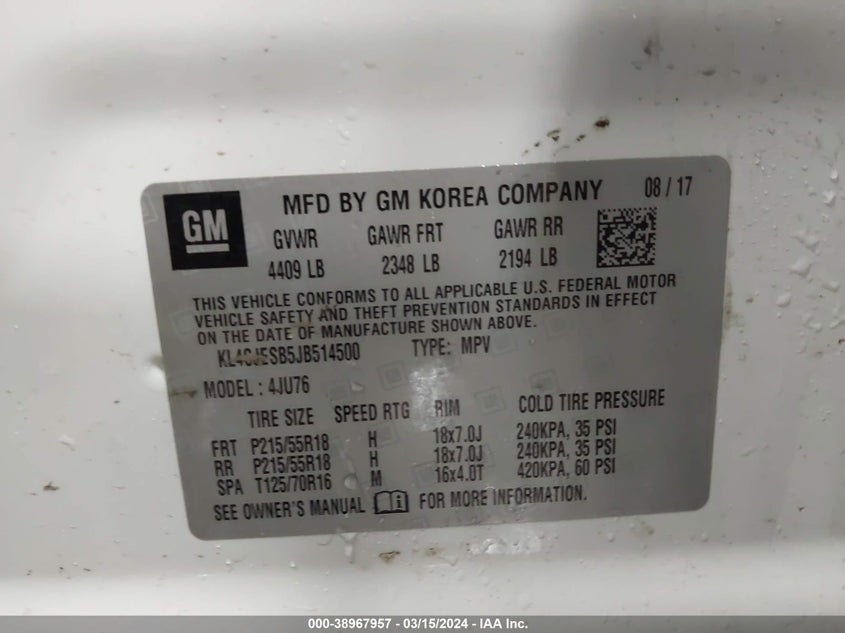 GM
MFD BY GM KOREA COMPANY 08 / 17
GVWR GAWR FRT GAWR RR
4409 LB 2348 LB 2194 LB
THIS VEHICLE CONFORMS TO ALL APPLICABLE U.S. FEDERAL MOTOR
VEHICLE SAFETY AND THEFT PREVENTION STANDARDS IN EFFECT
ON THE DATE OF MANUFACTURE SHOWN ABOVE.
KL4CJESB5JB514500 TYPE: MPV
MODEL : 4JU76
TIRE SIZE SPEED RTG RIM COLD TIRE PRESSURE
FRT P215/55R18 H 18x7.0J 240KPA, 35 PSI
RR P215/55R18 H 18x7.0J 240KPA, 35 PSI
SPA T125/70R16 M 16x4.0T 420KPA, 60 PSI
SEE OWNER'S MANUAL FOR MORE INFORMATION.
000-38967957 - 03/15/2024 - IAA Inc.